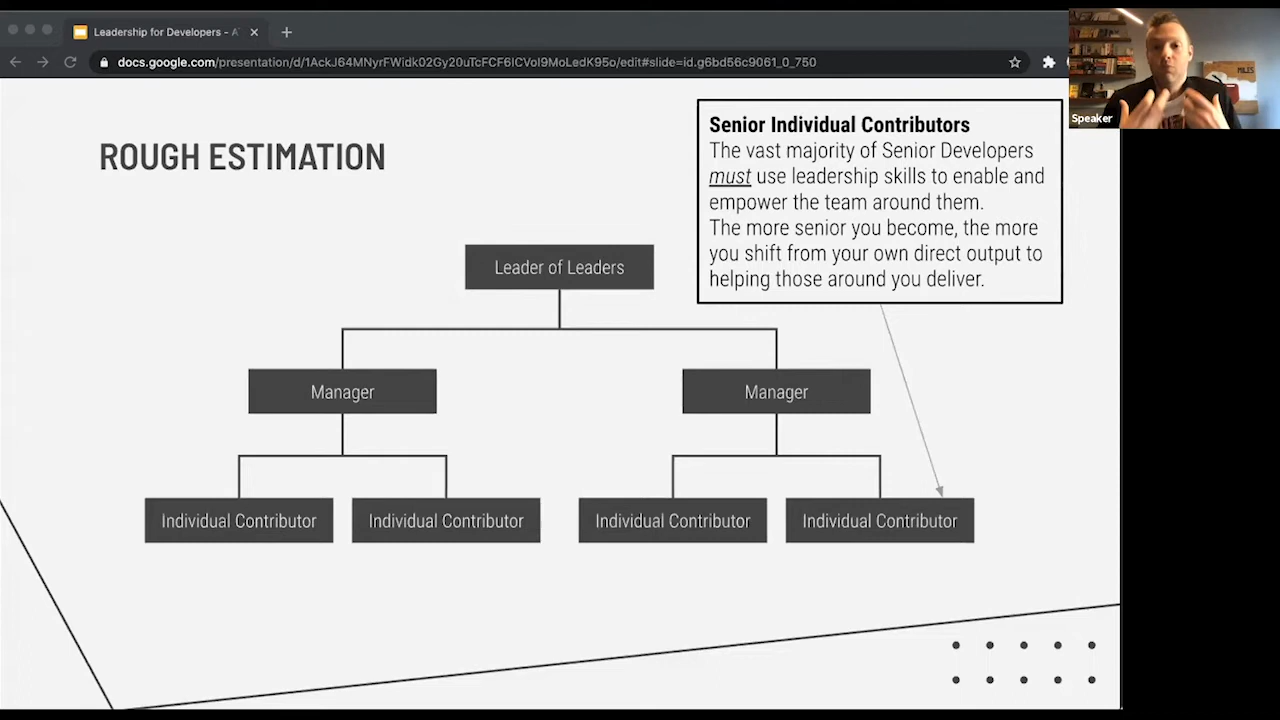 Leadership for Developers - A
docs.google.com/presentation/d/1AckJ64MNyrFWidk02Gy20uTcFCF6ICVoI9MoLedK95o/edit#slide=id.g6bd56c9061_0_750
Speaker
MILES
ROUGH ESTIMATION
Senior Individual Contributors
The vast majority of Senior Developers
must use leadership skills to enable and
empower the team around them.
The more senior you become, the more
you shift from your own direct output to
helping those around you deliver.
Leader of Leaders
Manager
Manager
Individual Contributor
Individual Contributor
Individual Contributor
Individual Contributor